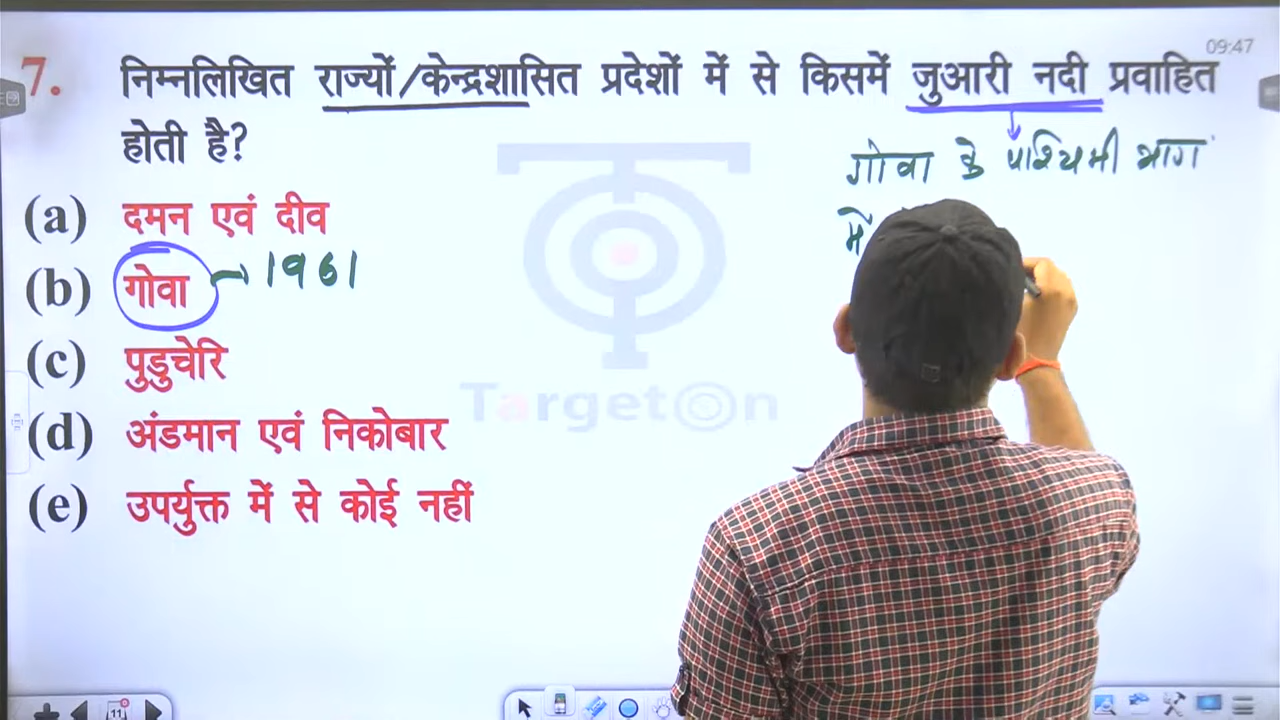 09:47
7. निम्नलिखित राज्यों/केन्द्रशासित प्रदेशों में से किसमें जुआरी नदी प्रवाहित
होती है?
गोवा के पश्चिमी भाग
में
(a) दमन एवं दीव
(b) गोवा → 1961
(c) पुडुचेरि
(d) अंडमान एवं निकोबार
(e) उपर्युक्त में से कोई नहीं
TargetOn
11